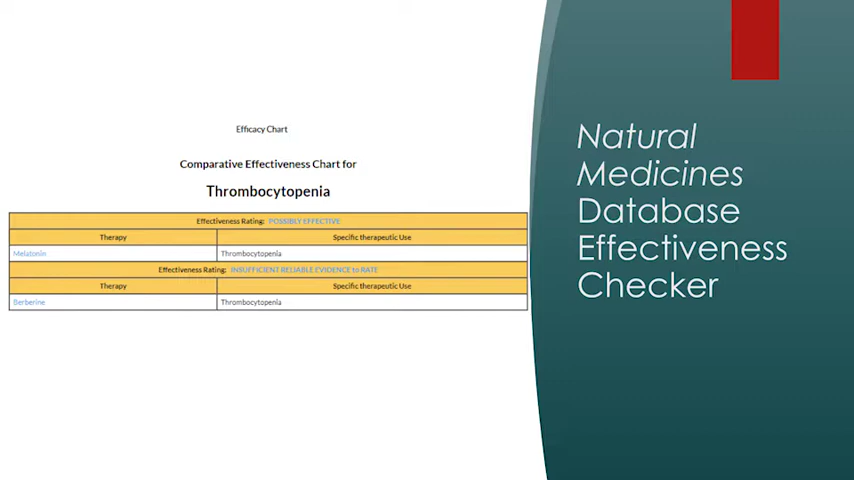 Efficacy Chart
Comparative Effectiveness Chart for
Thrombocytopenia
Effectiveness Rating: POSSIBLY EFFECTIVE
Therapy Specific therapeutic Use
Melatonin Thrombocytopenia
Effectiveness Rating: INSUFFICIENT RELIABLE EVIDENCE to RATE
Therapy Specific therapeutic Use
Berberine Thrombocytopenia
Natural
Medicines
Database
Effectiveness
Checker